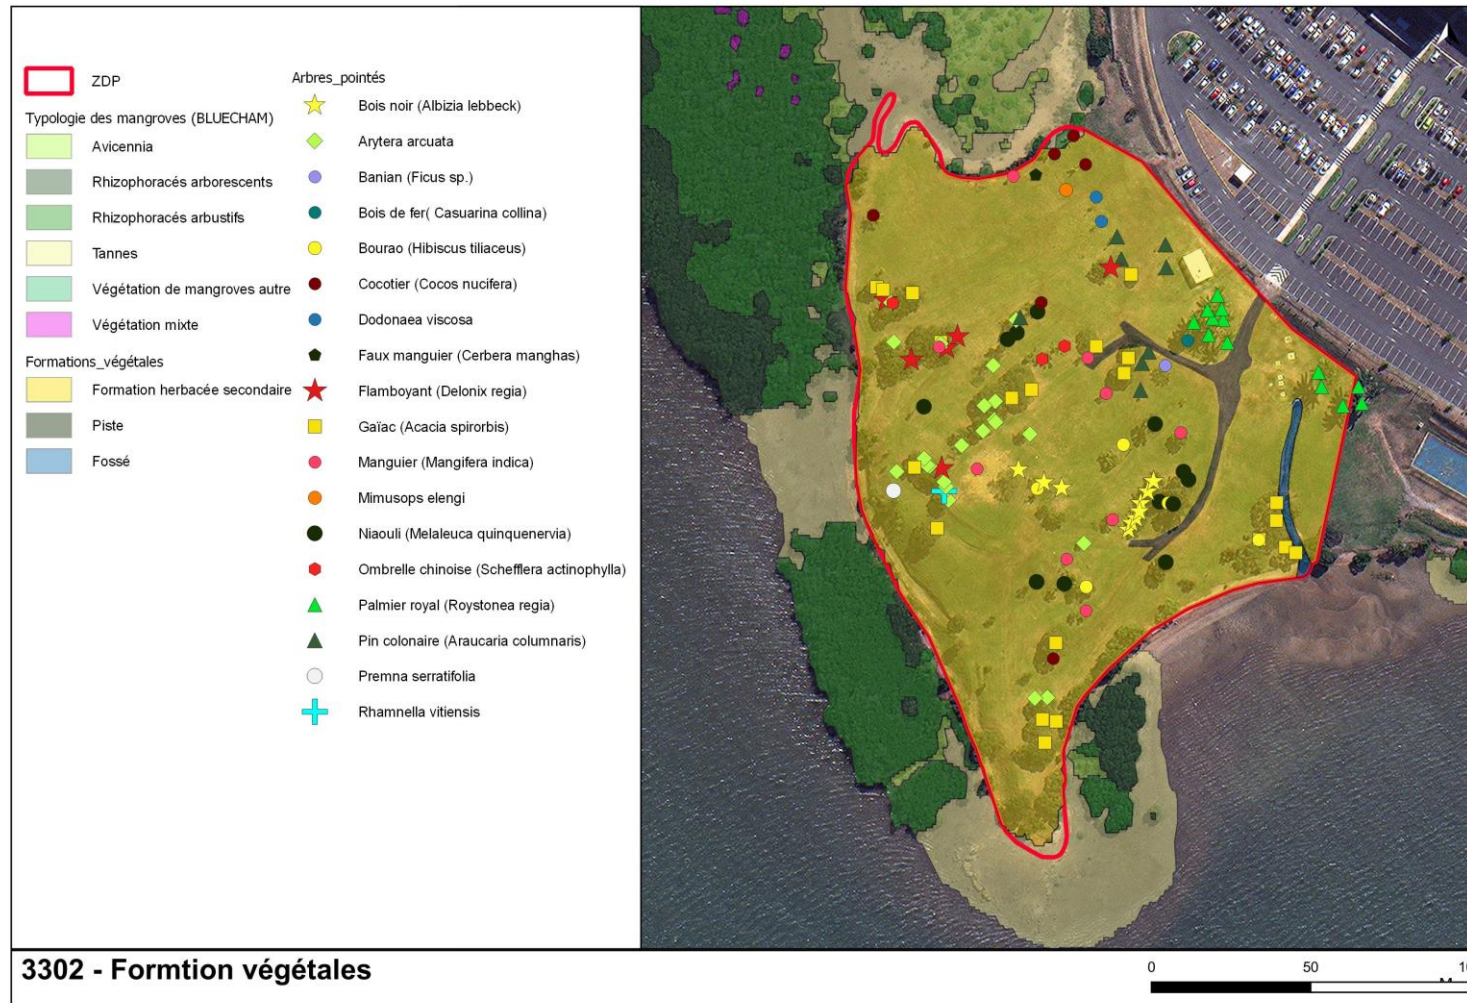 ZDP
Typologie des mangroves (BLUECHAM)
Avicennia
Rhizophoracés arborescents
Rhizophoracés arbustifs
Tannes
Végétation de mangroves autre
Végétation mixte
Formations_végétales
Formation herbacée secondaire
Piste
Fossé
Arbres_pointés
Bois noir (Albizia lebbeck)
Arytera arcuata
Banian (Ficus sp.)
Bois de fer( Casuarina collina)
Bourao (Hibiscus tiliaceus)
Cocotier (Cocos nucifera)
Dodonaea viscosa
Faux manguier (Cerbera manghas)
Flamboyant (Delonix regia)
Gaïac (Acacia spirorbis)
Manguier (Mangifera indica)
Mimusops elengi
Niaouli (Melaleuca quinquenervia)
Ombrelle chinoise (Schefflera actinophylla)
Palmier royal (Roystonea regia)
Pin colonaire (Araucaria columnaris)
Premna serratifolia
Rhamnella vitiensis
3302 - Formtion végétales
0 50